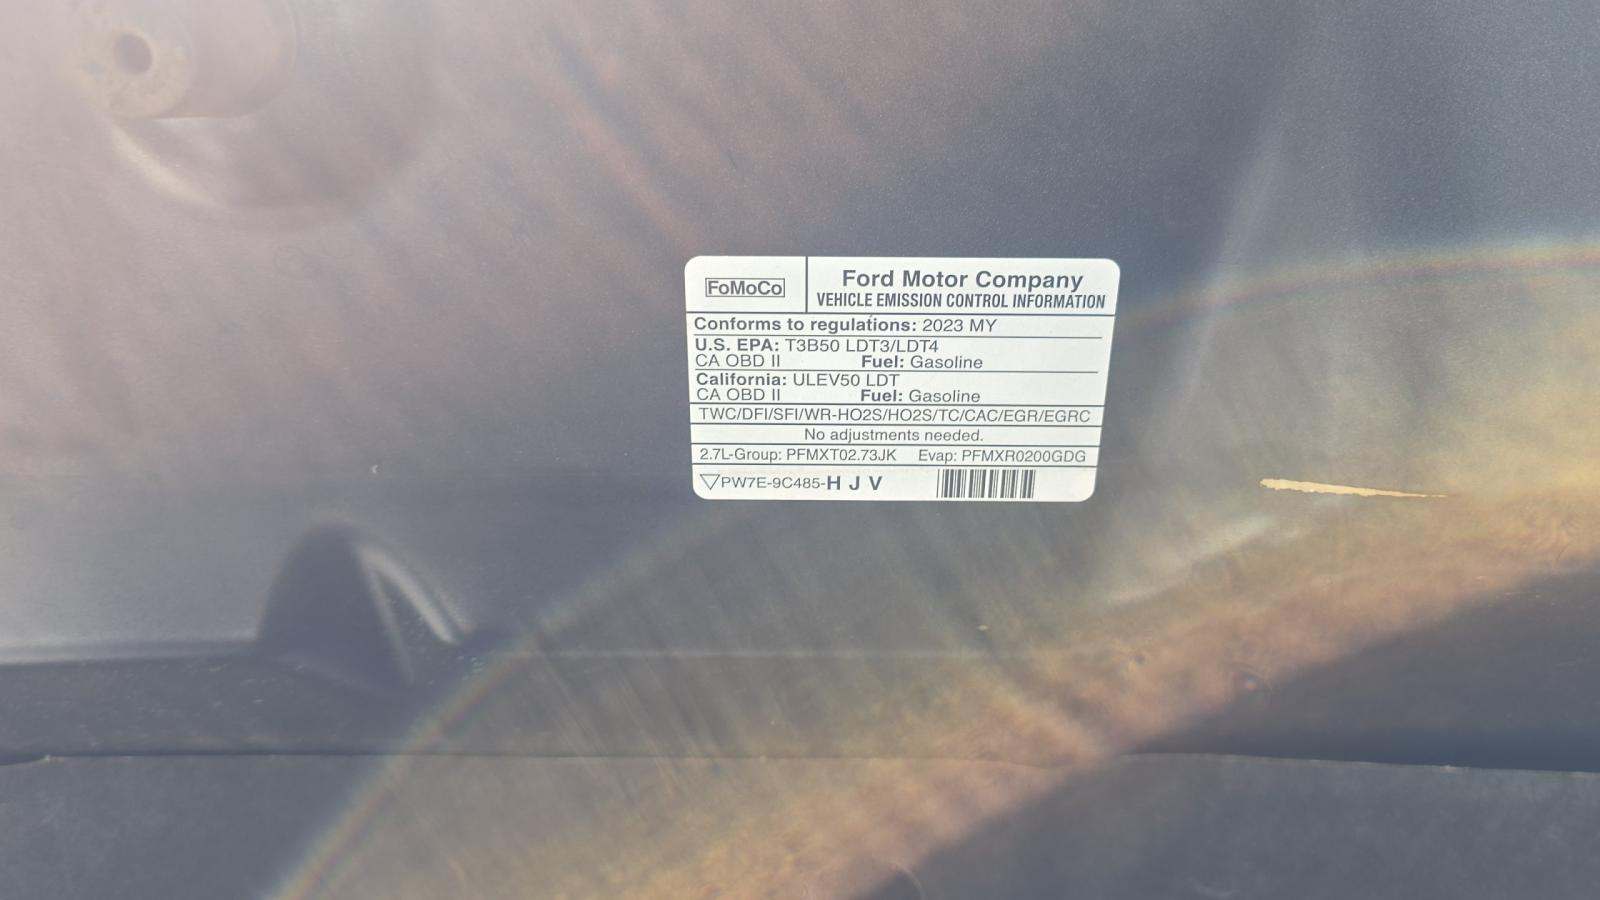 FoMoCo
Ford Motor Company
VEHICLE EMISSION CONTROL INFORMATION
Conforms to regulations: 2023 MY
U.S. EPA: T3B50 LDT3/LDT4
CA OBD II Fuel: Gasoline
California: ULEV50 LDT
CA OBD II Fuel: Gasoline
TWC/DFI/SFI/WR-HO2S/HO2S/TC/CAC/EGR/EGRC
No adjustments needed.
2.7L-Group: PFMXT02.73JK Evap: PFMXR0200GDG
PW7E-9C485-H J V